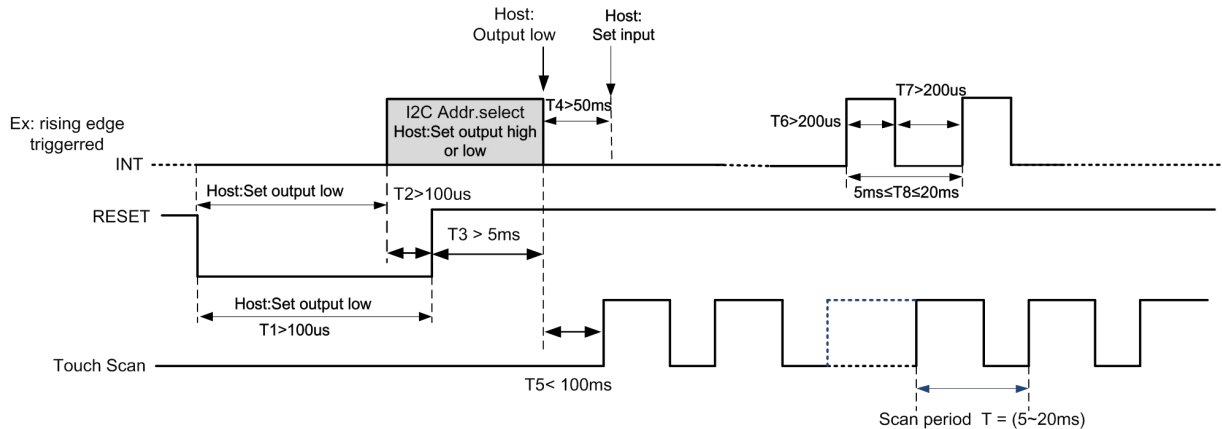 Host:
Output low
Host:
Set input
Ex: rising edge
triggerred
INT
I2C Addr.select
Host:Set output high
or low
T4>50ms
T6>200us
T7>200us
5ms≤T8≤20ms
Host:Set output low
T2>100us
RESET
T3 > 5ms
Host:Set output low
T1>100us
Touch Scan
T5< 100ms
Scan period T = (5~20ms)